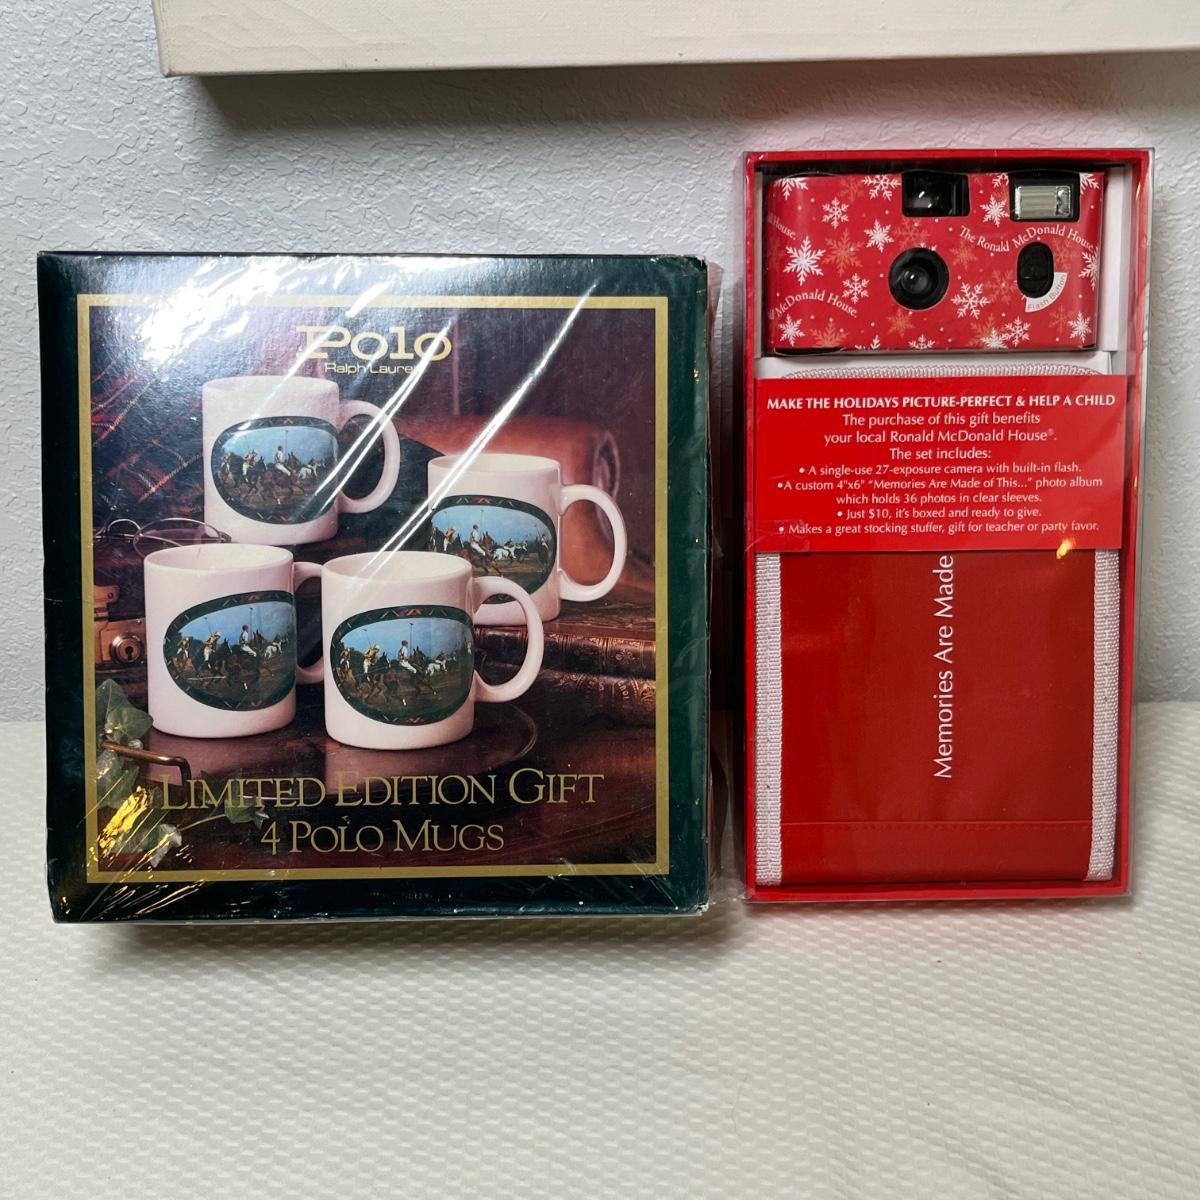 Polo
Ralph Lauren
LIMITED EDITION GIFT
4 POLO MUGS
House.
The Ronald McDonald House.
McDonald House.
Flash Button
MAKE THE HOLIDAYS PICTURE-PERFECT & HELP A CHILD
The purchase of this gift benefits
your local Ronald McDonald House®.
The set includes:
• A single-use 27-exposure camera with built-in flash.
•A custom 4"x6" "Memories Are Made of This..." photo album
which holds 36 photos in clear sleeves.
• Just $10, it's boxed and ready to give.
• Makes a great stocking stuffer, gift for teacher or party favor.
Memories Are Made